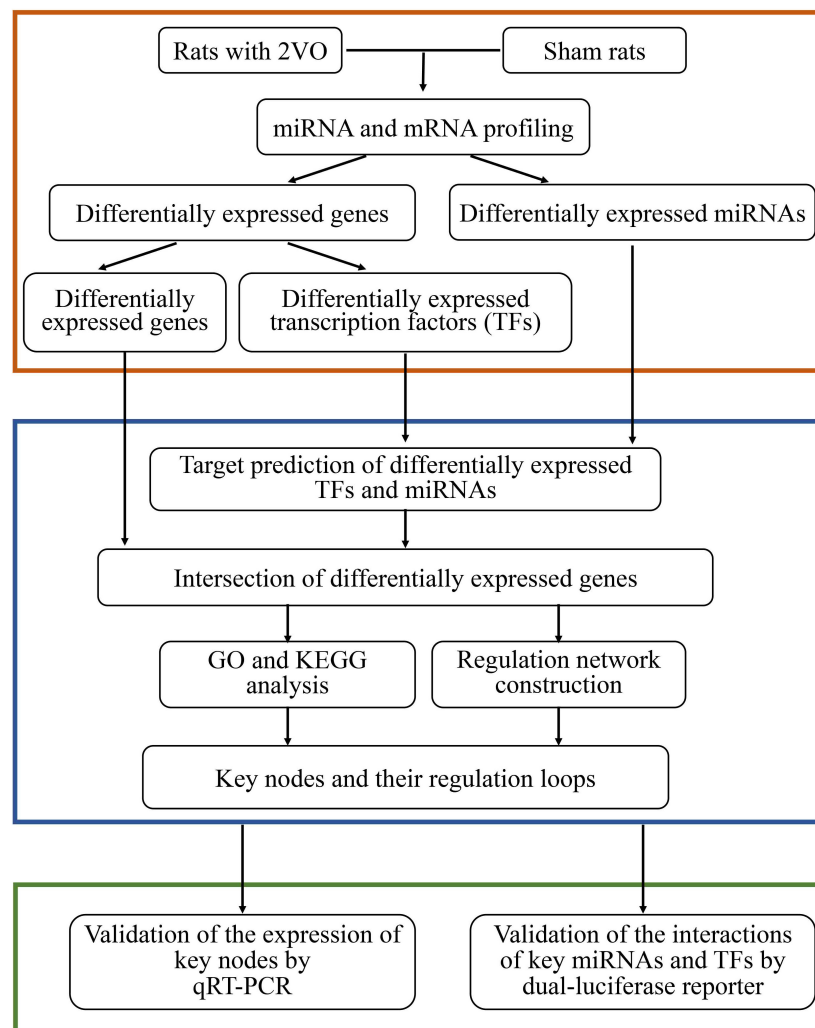 Rats with 2VO
Sham rats
miRNA and mRNA profiling
Differentially expressed genes
Differentially expressed miRNAs
Differentially
expressed genes
Differentially expressed
transcription factors (TFs)
Target prediction of differentially expressed
TFs and miRNAs
Intersection of differentially expressed genes
GO and KEGG
analysis
Regulation network
construction
Key nodes and their regulation loops
Validation of the expression of
key nodes by
qRT-PCR
Validation of the interactions
of key miRNAs and TFs by
dual-luciferase reporter